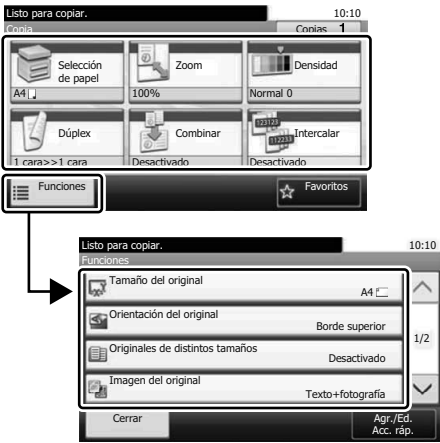 Listo para copiar. 10:10
Copia Copias 1
Selección
de papel
A4
Zoom
100%
Densidad
Normal 0
Dúplex
1 cara>>1 cara
Combinar
Desactivado
123123
112233
Intercalar
Desactivado
Funciones
Favoritos
Listo para copiar. 10:10
Funciones
Tamaño del original
A4
Orientación del original
Borde superior
Originales de distintos tamaños
Desactivado
Imagen del original
Texto+fotografía
1/2
Cerrar
Agr./Ed.
Acc. ráp.